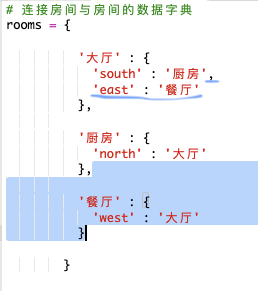 # 连接房间与房间的数据字典
rooms = {
'大厅' : {
'south' : '厨房',
'east' : '餐厅'
},
'厨房' : {
'north' : '大厅'
},
'餐厅' : {
'west' : '大厅'
}
}